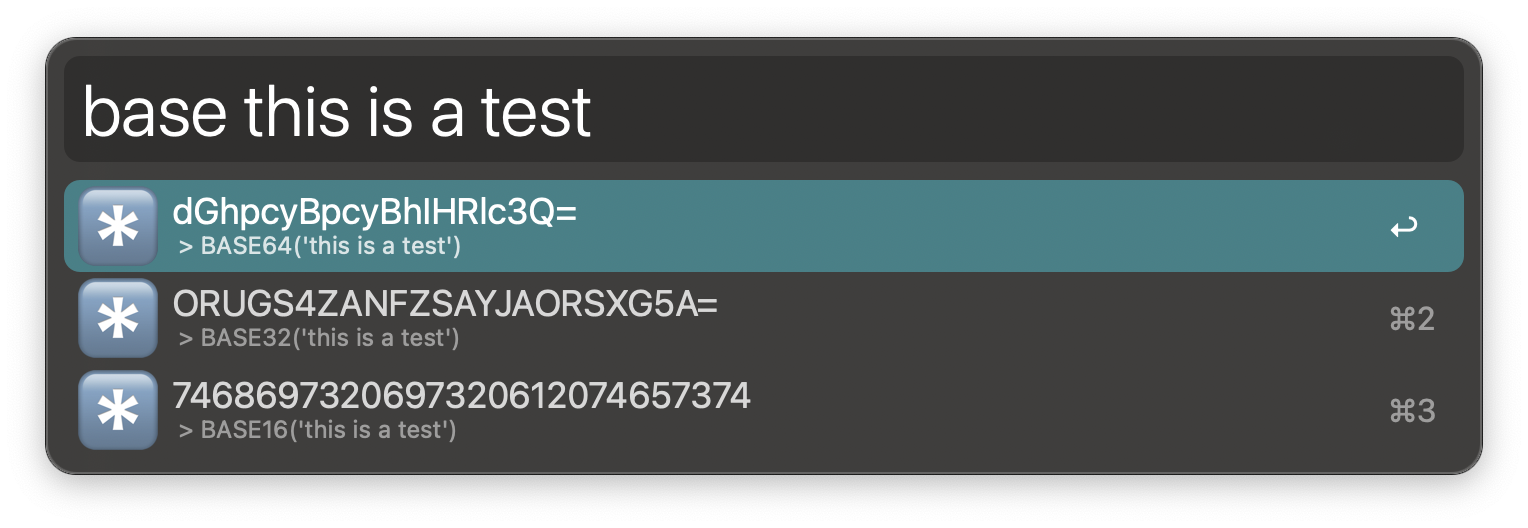 base this is a test
dGhpcyBpcyBhIHRlc3Q=
> BASE64('this is a test')
ORUGS4ZANFZSAYJAORSXG5A=
> BASE32('this is a test')
⌘2
7468697320697320612074657374
> BASE16('this is a test')
⌘3